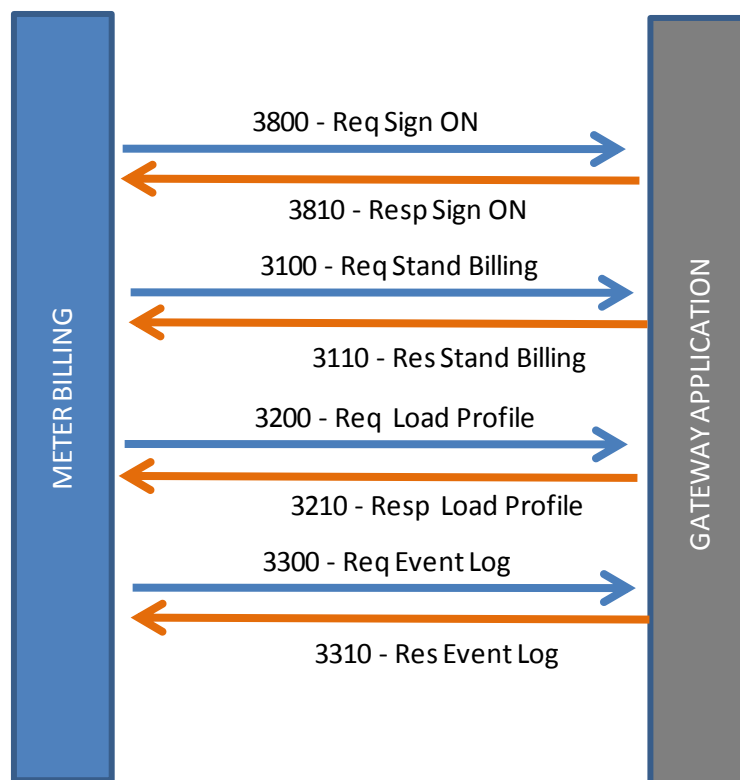 3800 - Req Sign ON
3810 - Resp Sign ON
3100 - Req Stand Billing
3110 - Res Stand Billing
3200 - Req Load Profile
3210 - Resp Load Profile
3300 - Req Event Log
3310 - Res Event Log
METER BILLING
GATEWAY APPLICATION